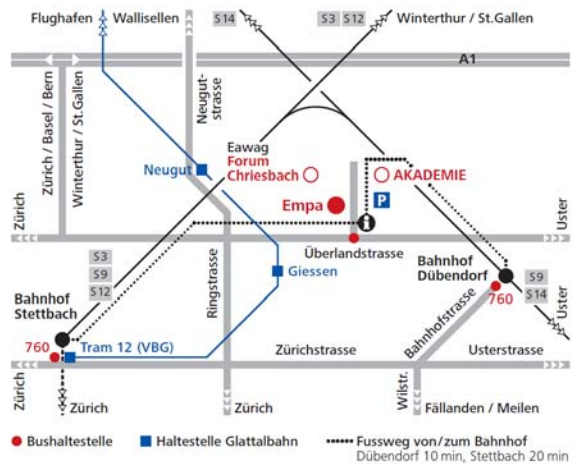 Flughafen
Wallisellen
S14
S3
S12
Winterthur / St.Gallen
A1
Zürich / Basel / Bern
Winterthur / St.Gallen
Neugut-
strasse
Eawag
Forum
Chriesbach
AKADEMIE
Neugut
P
Empa
i
Zürich
Uster
Überlandstrasse
S3
S9
S12
Giessen
Bahnhof
Dübendorf
S9
S14
760
Uster
Ringstrasse
Bahnhof
Stettbach
760
Tram 12 (VBG)
Bahnhofstrasse
Zürichstrasse
Usterstrasse
Zürich
Zürich
Zürich
Wilstr.
Fällanden / Meilen
Bushaltestelle
Haltestelle Glattalbahn
Fussweg von/zum Bahnhof
Dübendorf 10 min, Stettbach 20 min